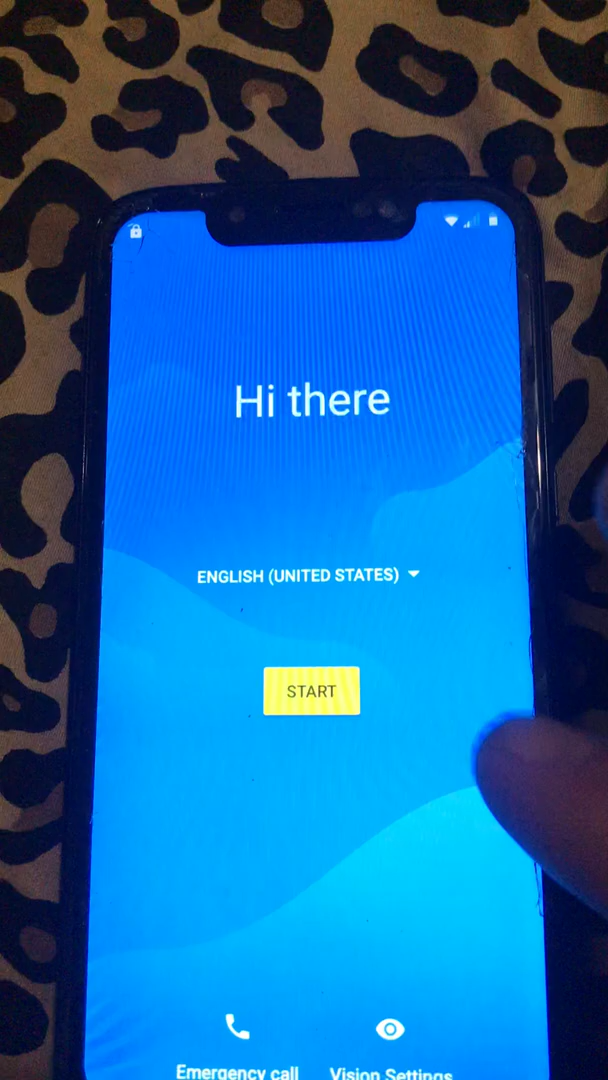 Hi there
ENGLISH (UNITED STATES)
START
Emergency call
Vision Settings